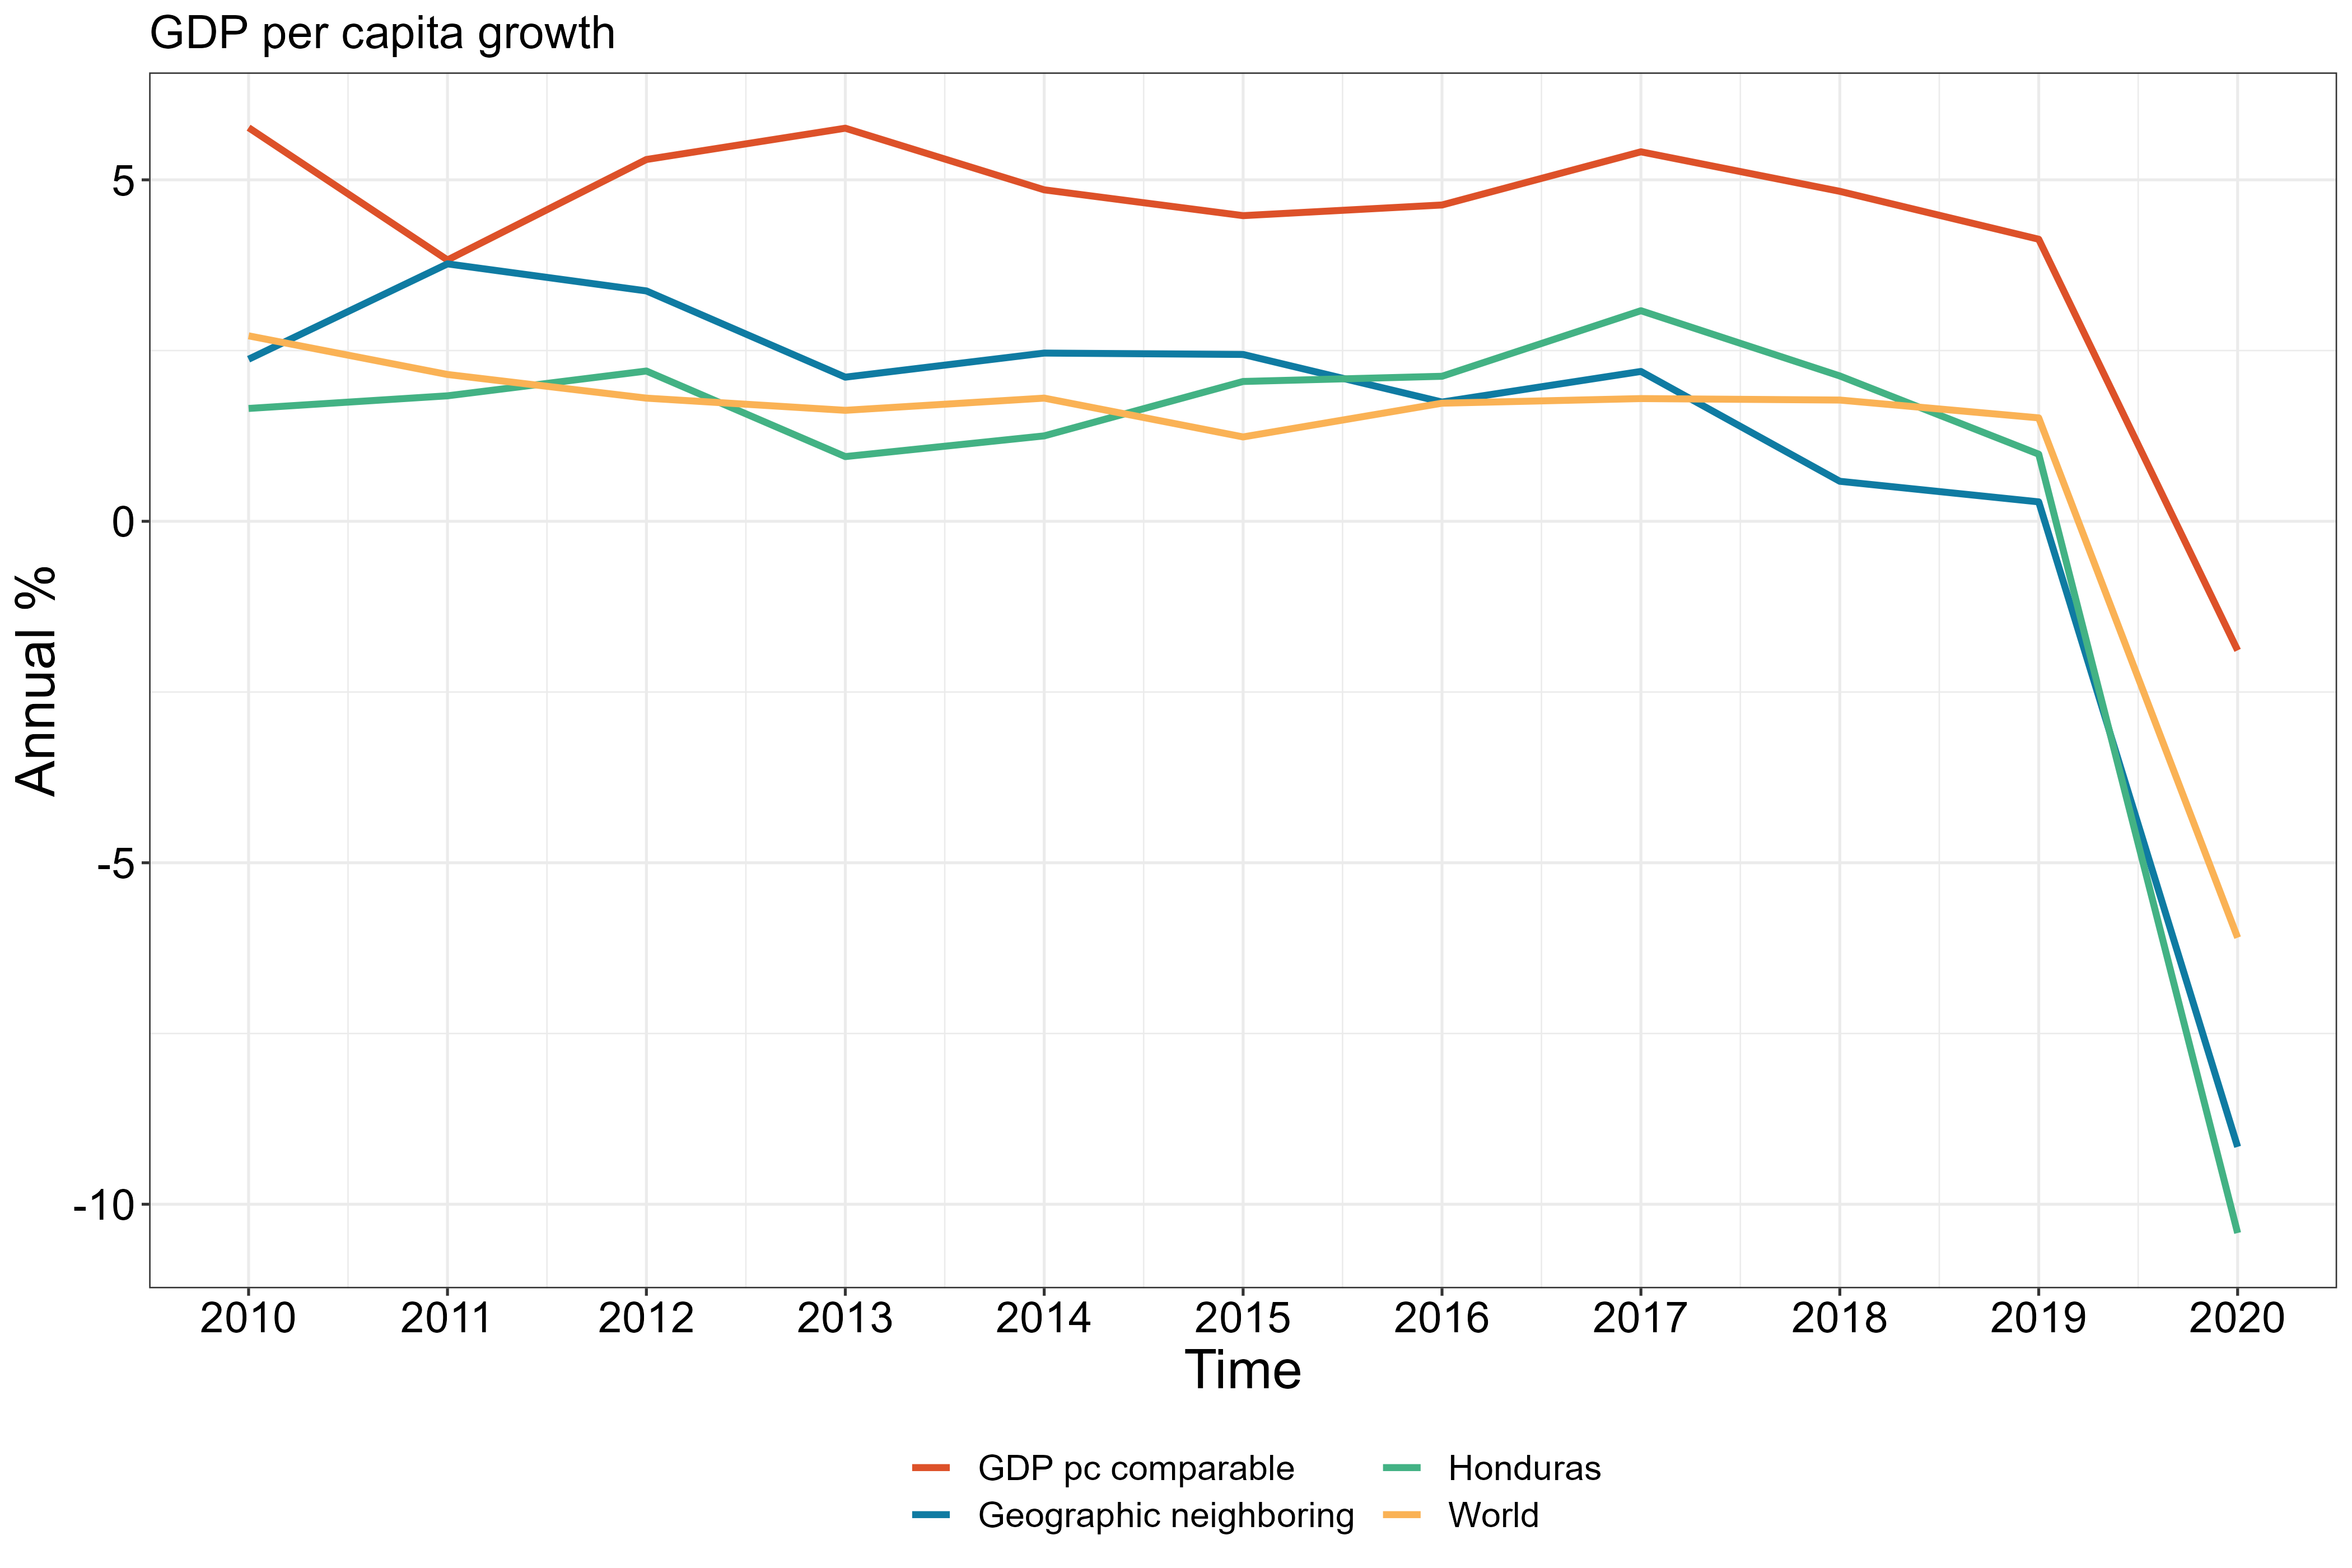 GDP per capita growth
Annual %
5
0
-5
-10
2010 2011 2012 2013 2014 2015 2016 2017 2018 2019 2020
Time
GDP pc comparable Honduras
Geographic neighboring World